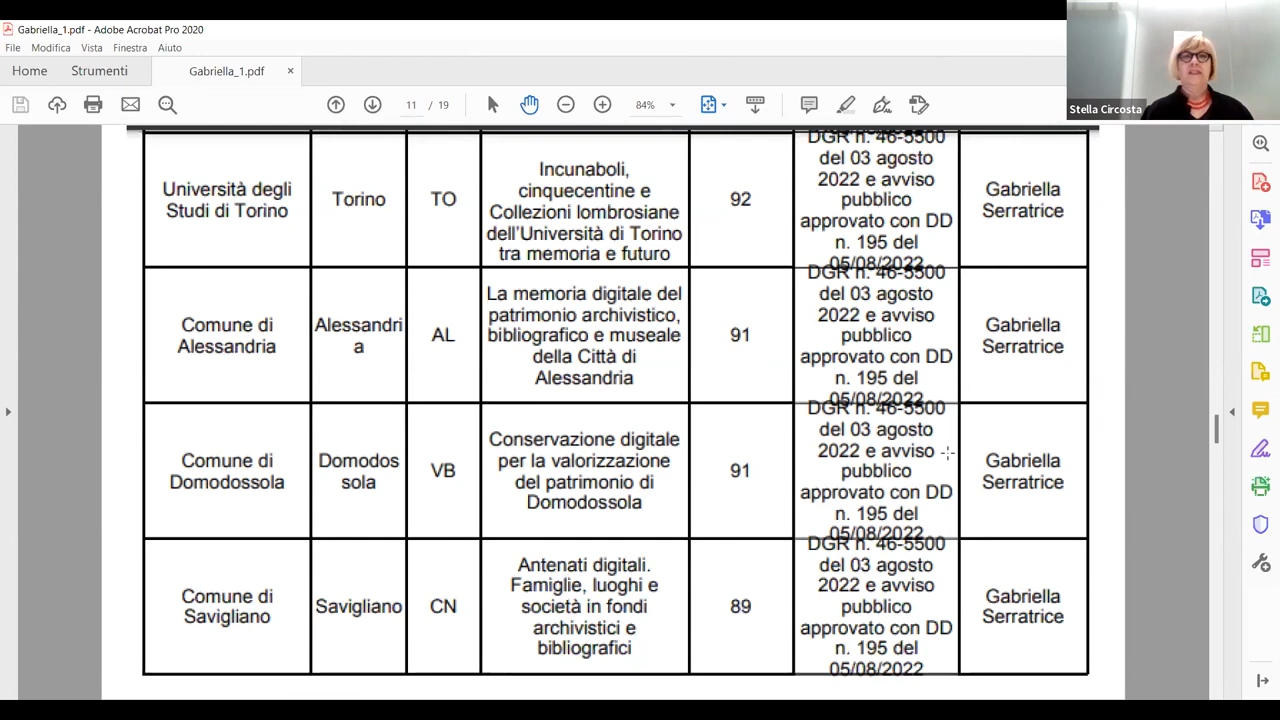 Gabriella_1.pdf - Adobe Acrobat Pro 2020
File Modifica Vista Finestra Aiuto
Home Strumenti Gabriella_1.pdf ×
11 / 19 84%
Stella Circosta
Università degli
Studi di Torino
Torino
TO
Incunaboli,
cinquecentine e
Collezioni lombrosiane
dell'Università di Torino
tra memoria e futuro
92
DGR n. 46-5500
del 03 agosto
2022 e avviso
pubblico
approvato con DD
n. 195 del
05/08/2022
Gabriella
Serratrice
Comune di
Alessandria
Alessandri
a
AL
La memoria digitale del
patrimonio archivistico,
bibliografico e museale
della Città di
Alessandria
91
DGR n. 46-5500
del 03 agosto
2022 e avviso
pubblico
approvato con DD
n. 195 del
05/08/2022
Gabriella
Serratrice
Comune di
Domodossola
Domodos
sola
VB
Conservazione digitale
per la valorizzazione
del patrimonio di
Domodossola
91
DGR n. 46-5500
del 03 agosto
2022 e avviso
pubblico
approvato con DD
n. 195 del
05/08/2022
Gabriella
Serratrice
Comune di
Savigliano
Savigliano
CN
Antenati digitali.
Famiglie, luoghi e
società in fondi
archivistici e
bibliografici
89
DGR n. 46-5500
del 03 agosto
2022 e avviso
pubblico
approvato con DD
n. 195 del
05/08/2022
Gabriella
Serratrice